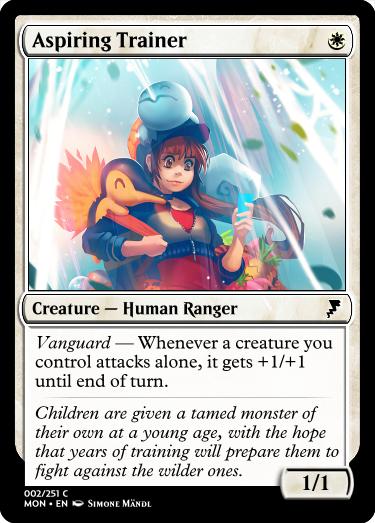 Aspiring Trainer
Creature — Human Ranger
Vanguard — Whenever a creature you
control attacks alone, it gets +1/+1
until end of turn.
Children are given a tamed monster of
their own at a young age, with the hope
that years of training will prepare them to
fight against the wilder ones.
1/1
002/251 C
MON • EN Simone Mändl